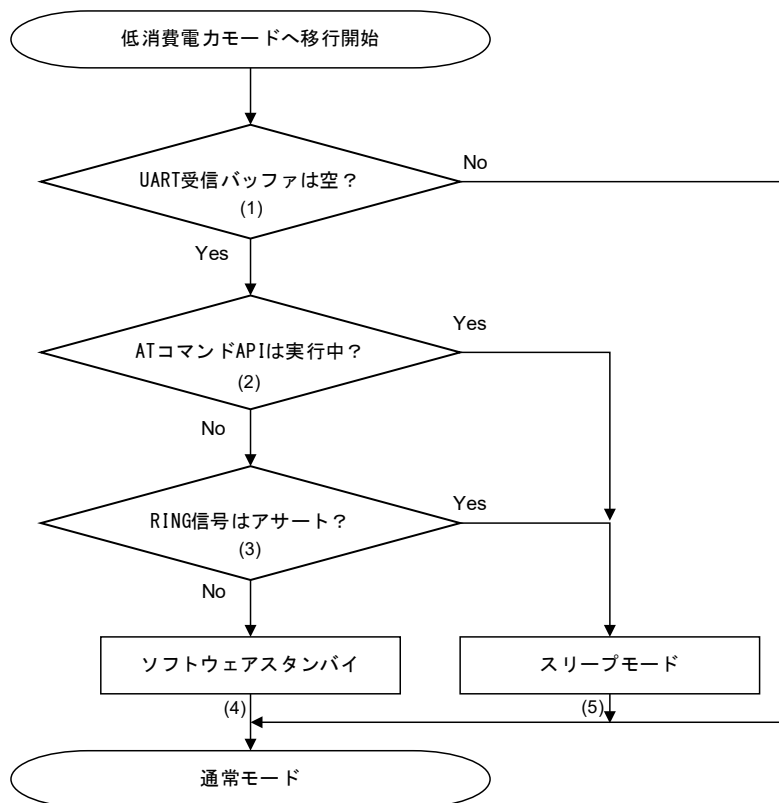 低消費電力モードへ移行開始
UART受信バッファは空？
(1)
No
Yes
ATコマンドAPIは実行中？
(2)
Yes
No
RING信号はアサート？
(3)
Yes
No
ソフトウェアスタンバイ
スリープモード
(4)
(5)
通常モード